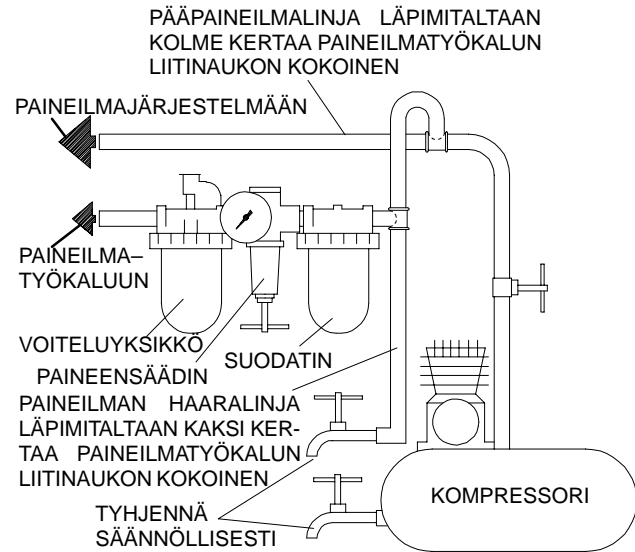 PÄÄPAINEILMALINJA LÄPIMITALTAAN
KOLME KERTAA PAINEILMATYÖKALUN
LIITINAUKON KOKOINEN
PAINEILMAJÄRJESTELMÄÄN
PAINEILMA–
TYÖKALUUN
VOITELUYKSIKKÖ
SUODATIN
PAINEENSÄÄDIN
PAINEILMAN HAARALINJA
LÄPIMITALTAAN KAKSI KER-
TAA PAINEILMATYÖKALUN
LIITINAUKON KOKOINEN
KOMPRESSORI
TYHJENNÄ
SÄÄNNÖLLISESTI